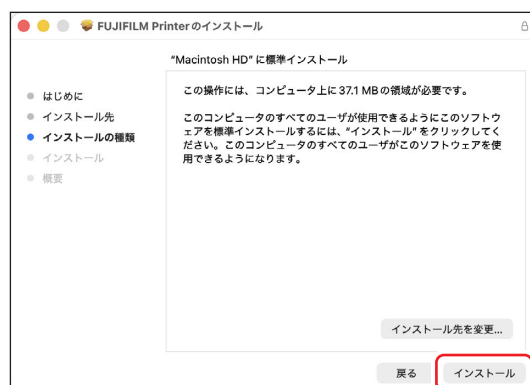 FUJIFILM Printerのインストール
"Macintosh HD"に標準インストール
はじめに
インストール先
インストールの種類
インストール
概要
この操作には、コンピュータ上に37.1 MBの領域が必要です。
このコンピュータのすべてのユーザが使用できるようにこのソフトウ
ェアを標準インストールするには、"インストール"をクリックしてく
ださい。このコンピュータのすべてのユーザがこのソフトウェアを使
用できるようになります。
インストール先を変更...
戻る
インストール